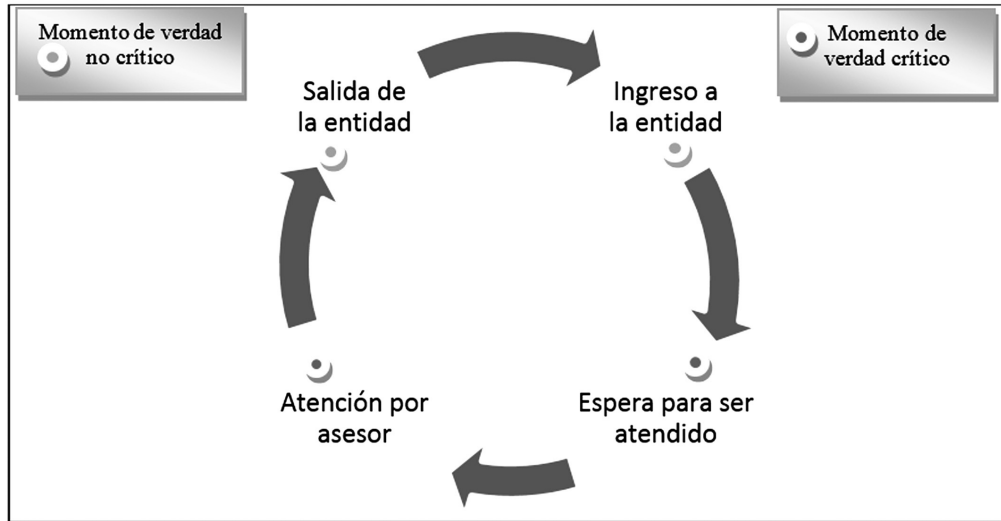 Momento de verdad
no crítico
Momento de
verdad crítico
Salida de
la entidad
Ingreso a
la entidad
Atención por
asesor
Espera para ser
atendido